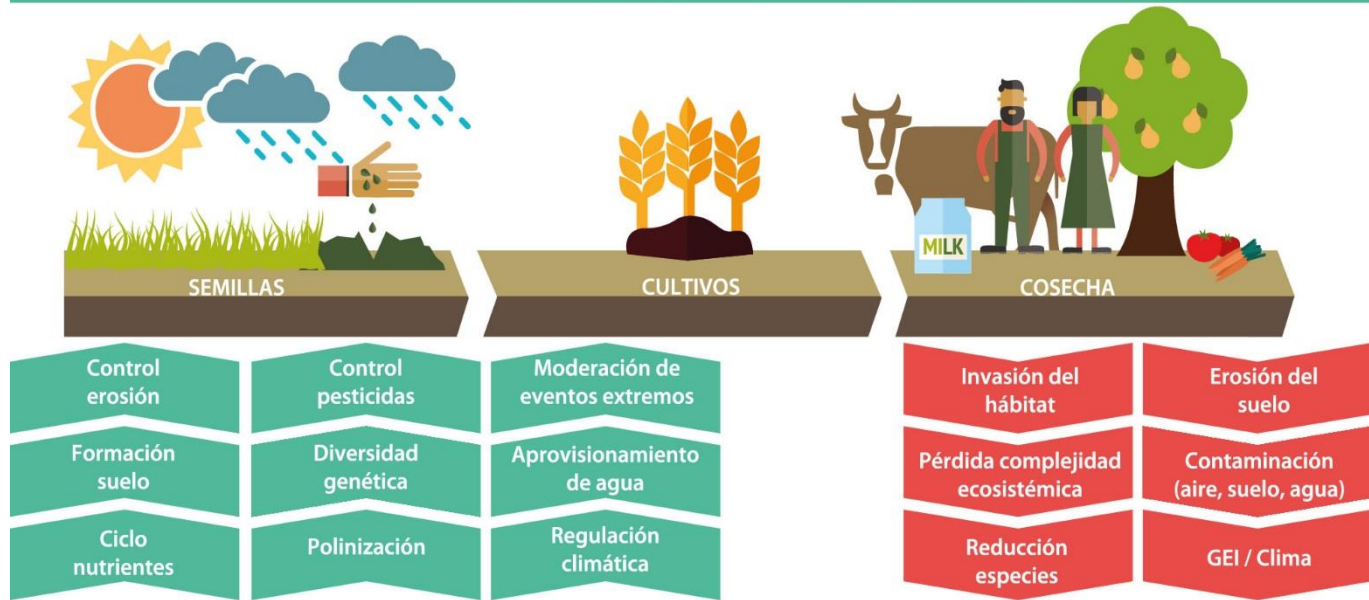 MILK
SEMILLAS
CULTIVOS
COSECHA
Control
erosión
Control
pesticidas
Moderación de
eventos extremos
Invasión del
hábitat
Erosión del
suelo
Formación
suelo
Diversidad
genética
Aprovisionamiento
de agua
Pérdida complejidad
ecosistémica
Contaminación
(aire, suelo, agua)
Ciclo
nutrientes
Polinización
Regulación
climática
Reducción
especies
GEI / Clima